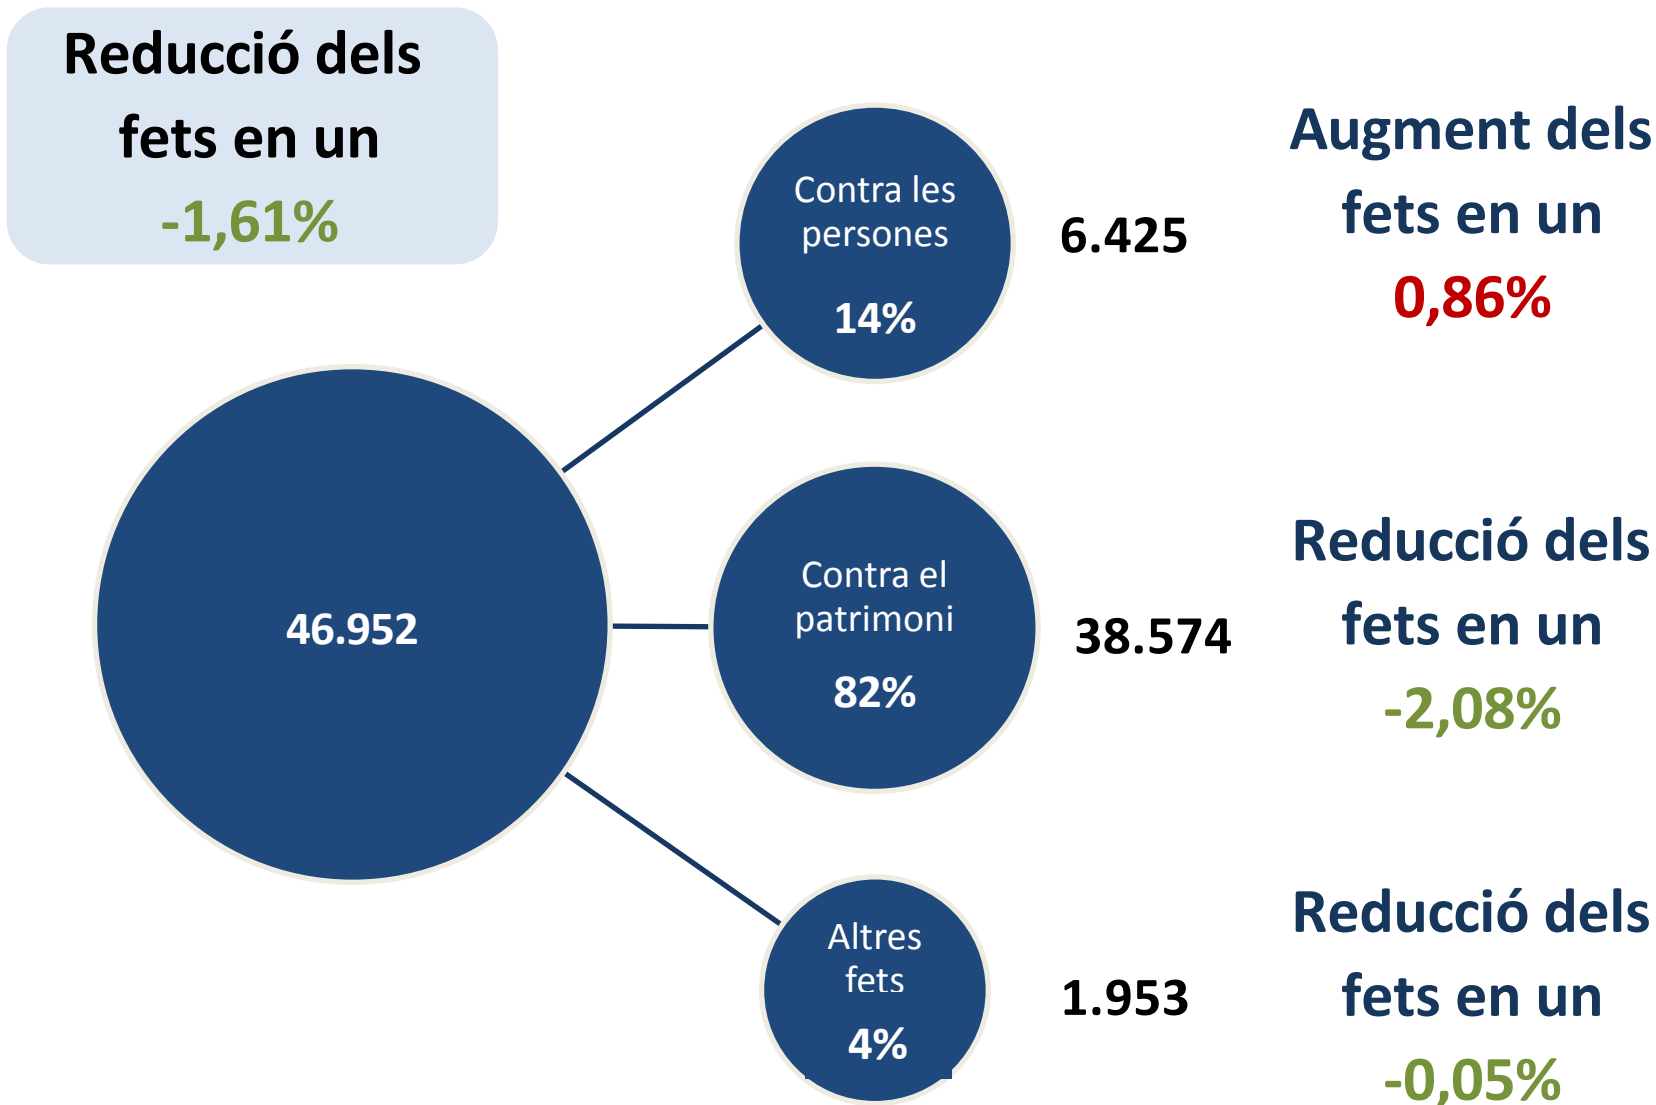 Reducció dels
fets en un
-1,61%
46.952
Contra les
persones
14%
6.425
Augment dels
fets en un
0,86%
Contra el
patrimoni
82%
38.574
Reducció dels
fets en un
-2,08%
Altres
fets
4%
1.953
Reducció dels
fets en un
-0,05%